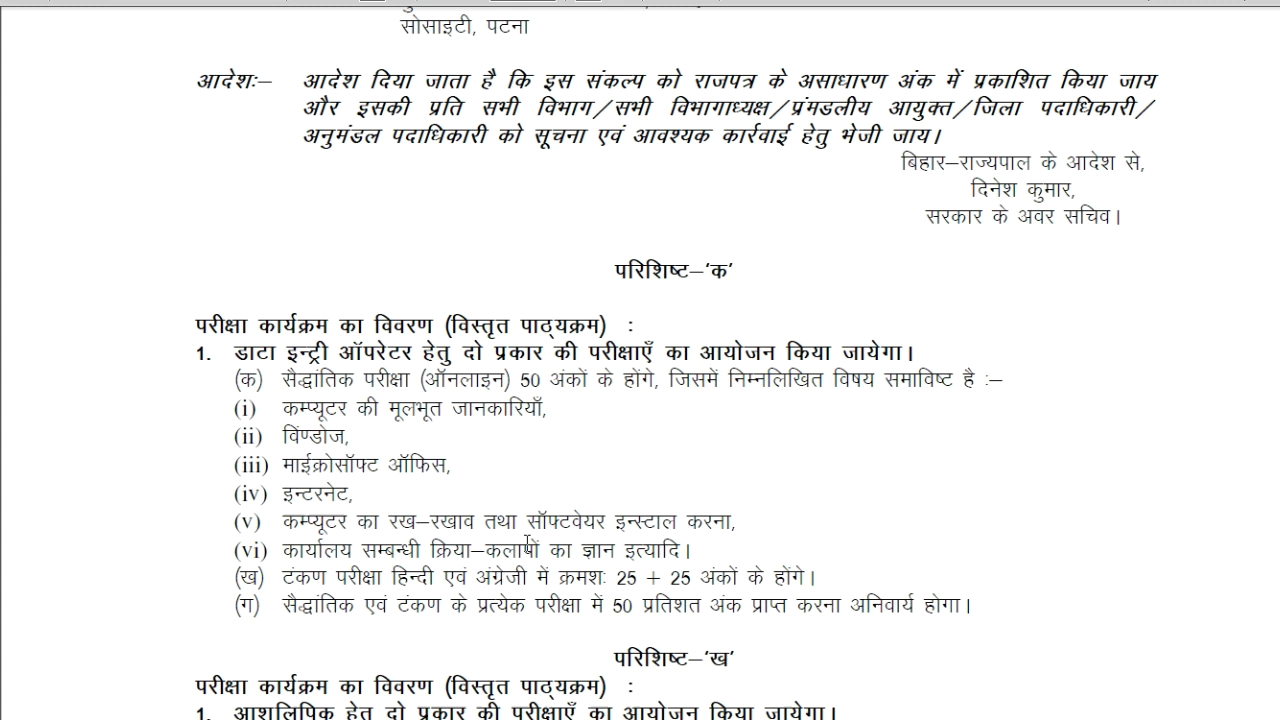 सोसाइटी, पटना
आदेशः– आदेश दिया जाता है कि इस संकल्प को राजपत्र के असाधारण अंक में प्रकाशित किया जाय
और इसकी प्रति सभी विभाग/सभी विभागाध्यक्ष/प्रंमडलीय आयुक्त/जिला पदाधिकारी/
अनुमंडल पदाधिकारी को सूचना एवं आवश्यक कार्रवाई हेतु भेजी जाय।
बिहार–राज्यपाल के आदेश से,
दिनेश कुमार,
सरकार के अवर सचिव।
परिशिष्ट–'क'
परीक्षा कार्यक्रम का विवरण (विस्तृत पाठ्यक्रम) :
1. डाटा इन्ट्री ऑपरेटर हेतु दो प्रकार की परीक्षाएँ का आयोजन किया जायेगा।
(क) सैद्धांतिक परीक्षा (ऑनलाइन) 50 अंकों के होंगे, जिसमें निम्नलिखित विषय समाविष्ट है :–
(i) कम्प्यूटर की मूलभूत जानकारियाँ,
(ii) विंण्डोज,
(iii) माईक्रोसॉफ्ट ऑफिस,
(iv) इन्टरनेट,
(v) कम्प्यूटर का रख–रखाव तथा सॉफ्टवेयर इन्स्टाल करना,
(vi) कार्यालय सम्बन्धी क्रिया–कलापों का ज्ञान इत्यादि।
(ख) टंकण परीक्षा हिन्दी एवं अंग्रेजी में क्रमशः 25 + 25 अंकों के होंगे।
(ग) सैद्धांतिक एवं टंकण के प्रत्येक परीक्षा में 50 प्रतिशत अंक प्राप्त करना अनिवार्य होगा।
परिशिष्ट–'ख'
परीक्षा कार्यक्रम का विवरण (विस्तृत पाठ्यक्रम) :
1. आशुलिपिक हेतु दो प्रकार की परीक्षाएँ का आयोजन किया जायेगा।